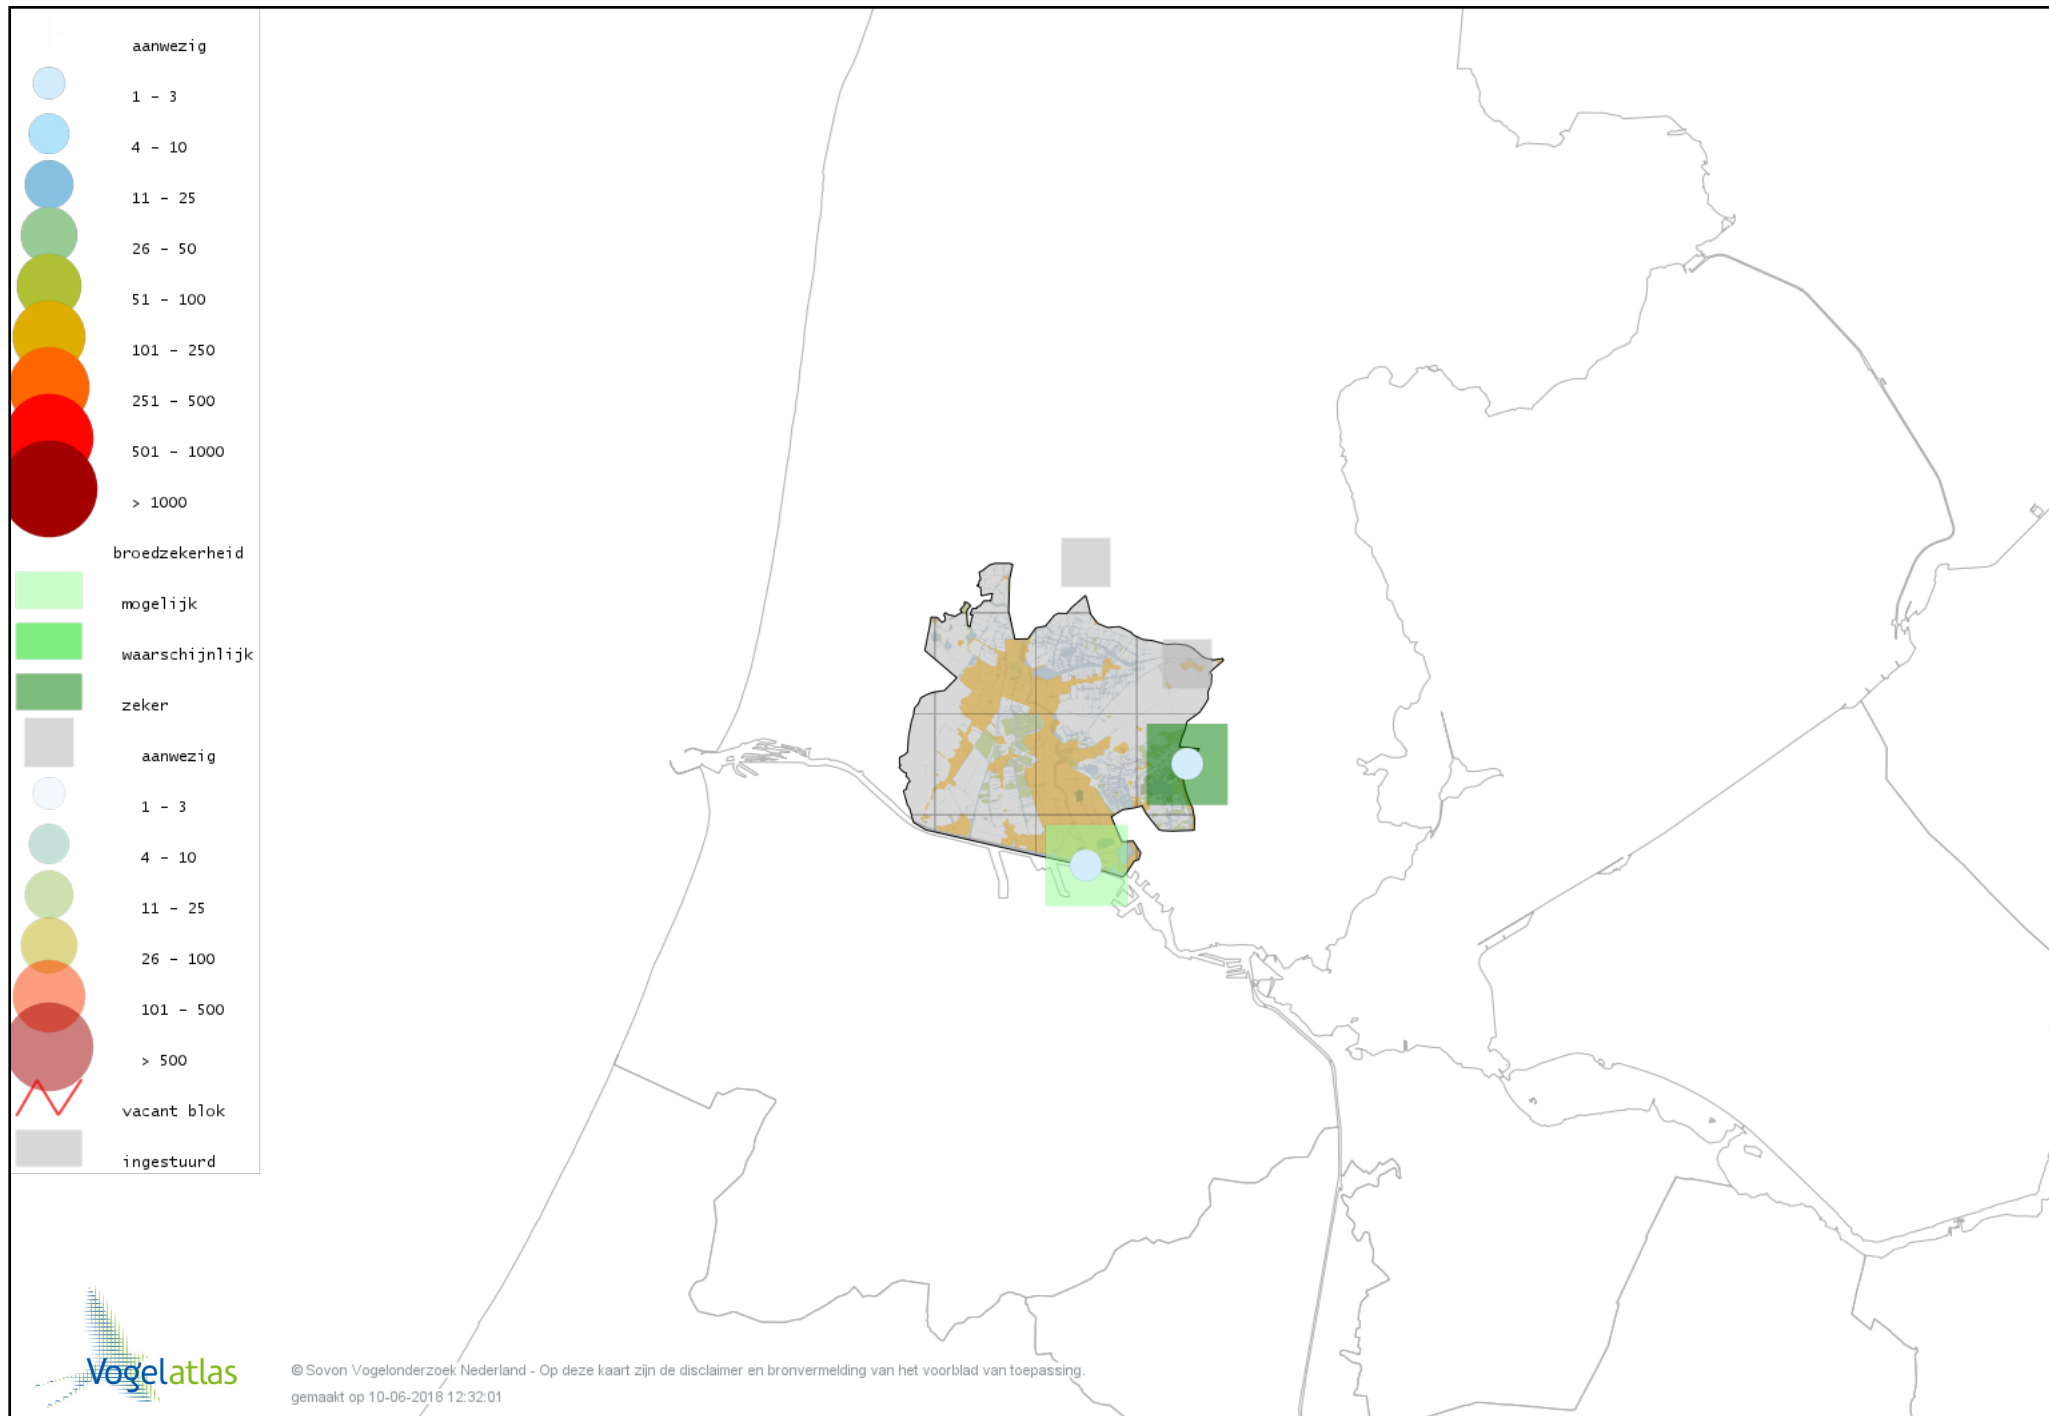 aanwezig
1 – 3
4 – 10
11 – 25
26 – 50
51 – 100
101 – 250
251 – 500
501 – 1000
> 1000
broedzekerheid
mogelijk
waarschijnlijk
zeker
aanwezig
1 – 3
4 – 10
11 – 25
26 – 100
101 – 500
> 500
vacant blok
ingestuurd
Vogelatlas
© Sovon Vogelonderzoek Nederland - Op deze kaart zijn de disclaimer en bronvermelding van het voorblad van toepassing.
gemaakt op 10-06-2018 12:32:01